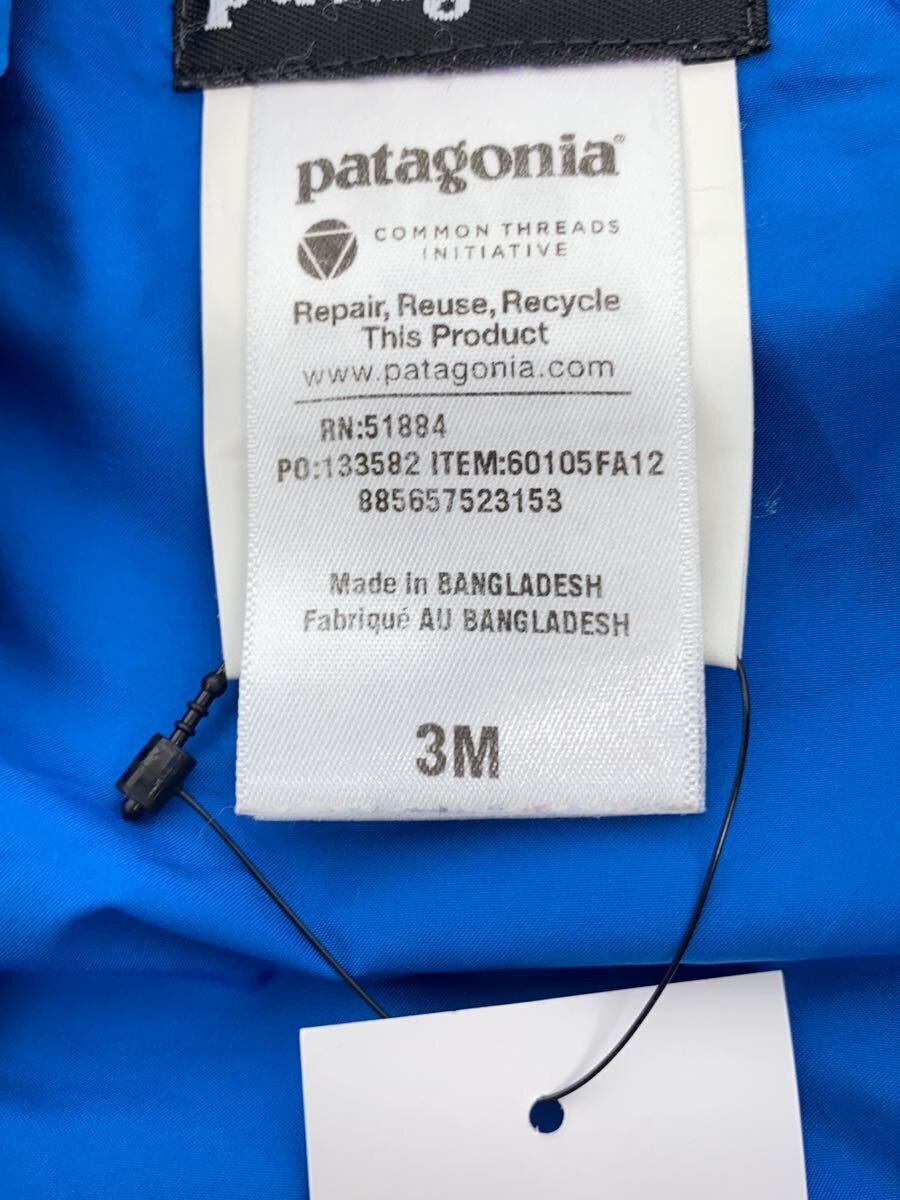 patagonia®
COMMON THREADS
INITIATIVE
Repair, Reuse, Recycle
This Product
www.patagonia.com
RN:51884
PO:133582 ITEM:60105FA12
885657523153
Made in BANGLADESH
Fabriqué AU BANGLADESH
3M